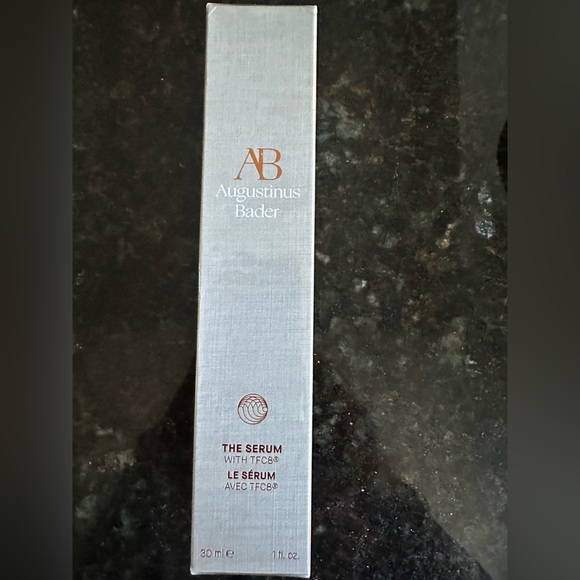 AB
Augustinus
Bader
THE SERUM
WITH TFC8®
LE SÉRUM
AVEC TFC8®
30 ml ℮ 1 fl. oz.